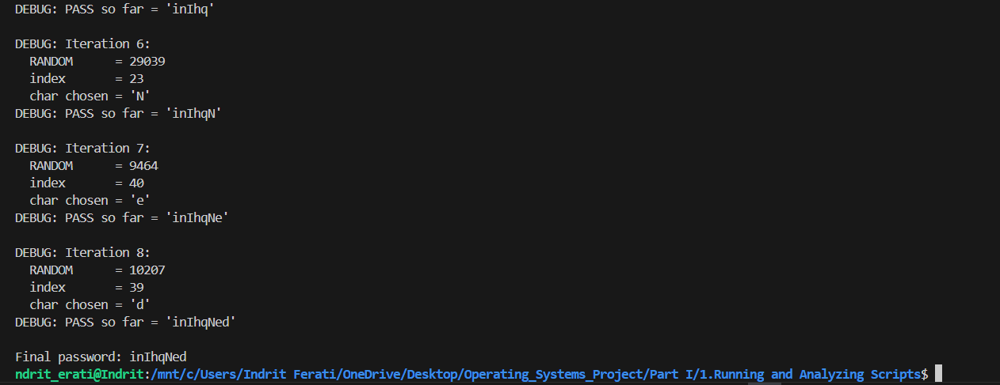 DEBUG: PASS so far = 'inIhq'
DEBUG: Iteration 6:
  RANDOM      = 29039
  index       = 23
  char chosen = 'N'
DEBUG: PASS so far = 'inIhqN'
DEBUG: Iteration 7:
  RANDOM      = 9464
  index       = 40
  char chosen = 'e'
DEBUG: PASS so far = 'inIhqNe'
DEBUG: Iteration 8:
  RANDOM      = 10207
  index       = 39
  char chosen = 'd'
DEBUG: PASS so far = 'inIhqNed'
Final password: inIhqNed
ndrit_erati@Indrit:/mnt/c/Users/Indrit Ferati/OneDrive/Desktop/Operating_Systems_Project/Part I/1.Running and Analyzing Scripts$